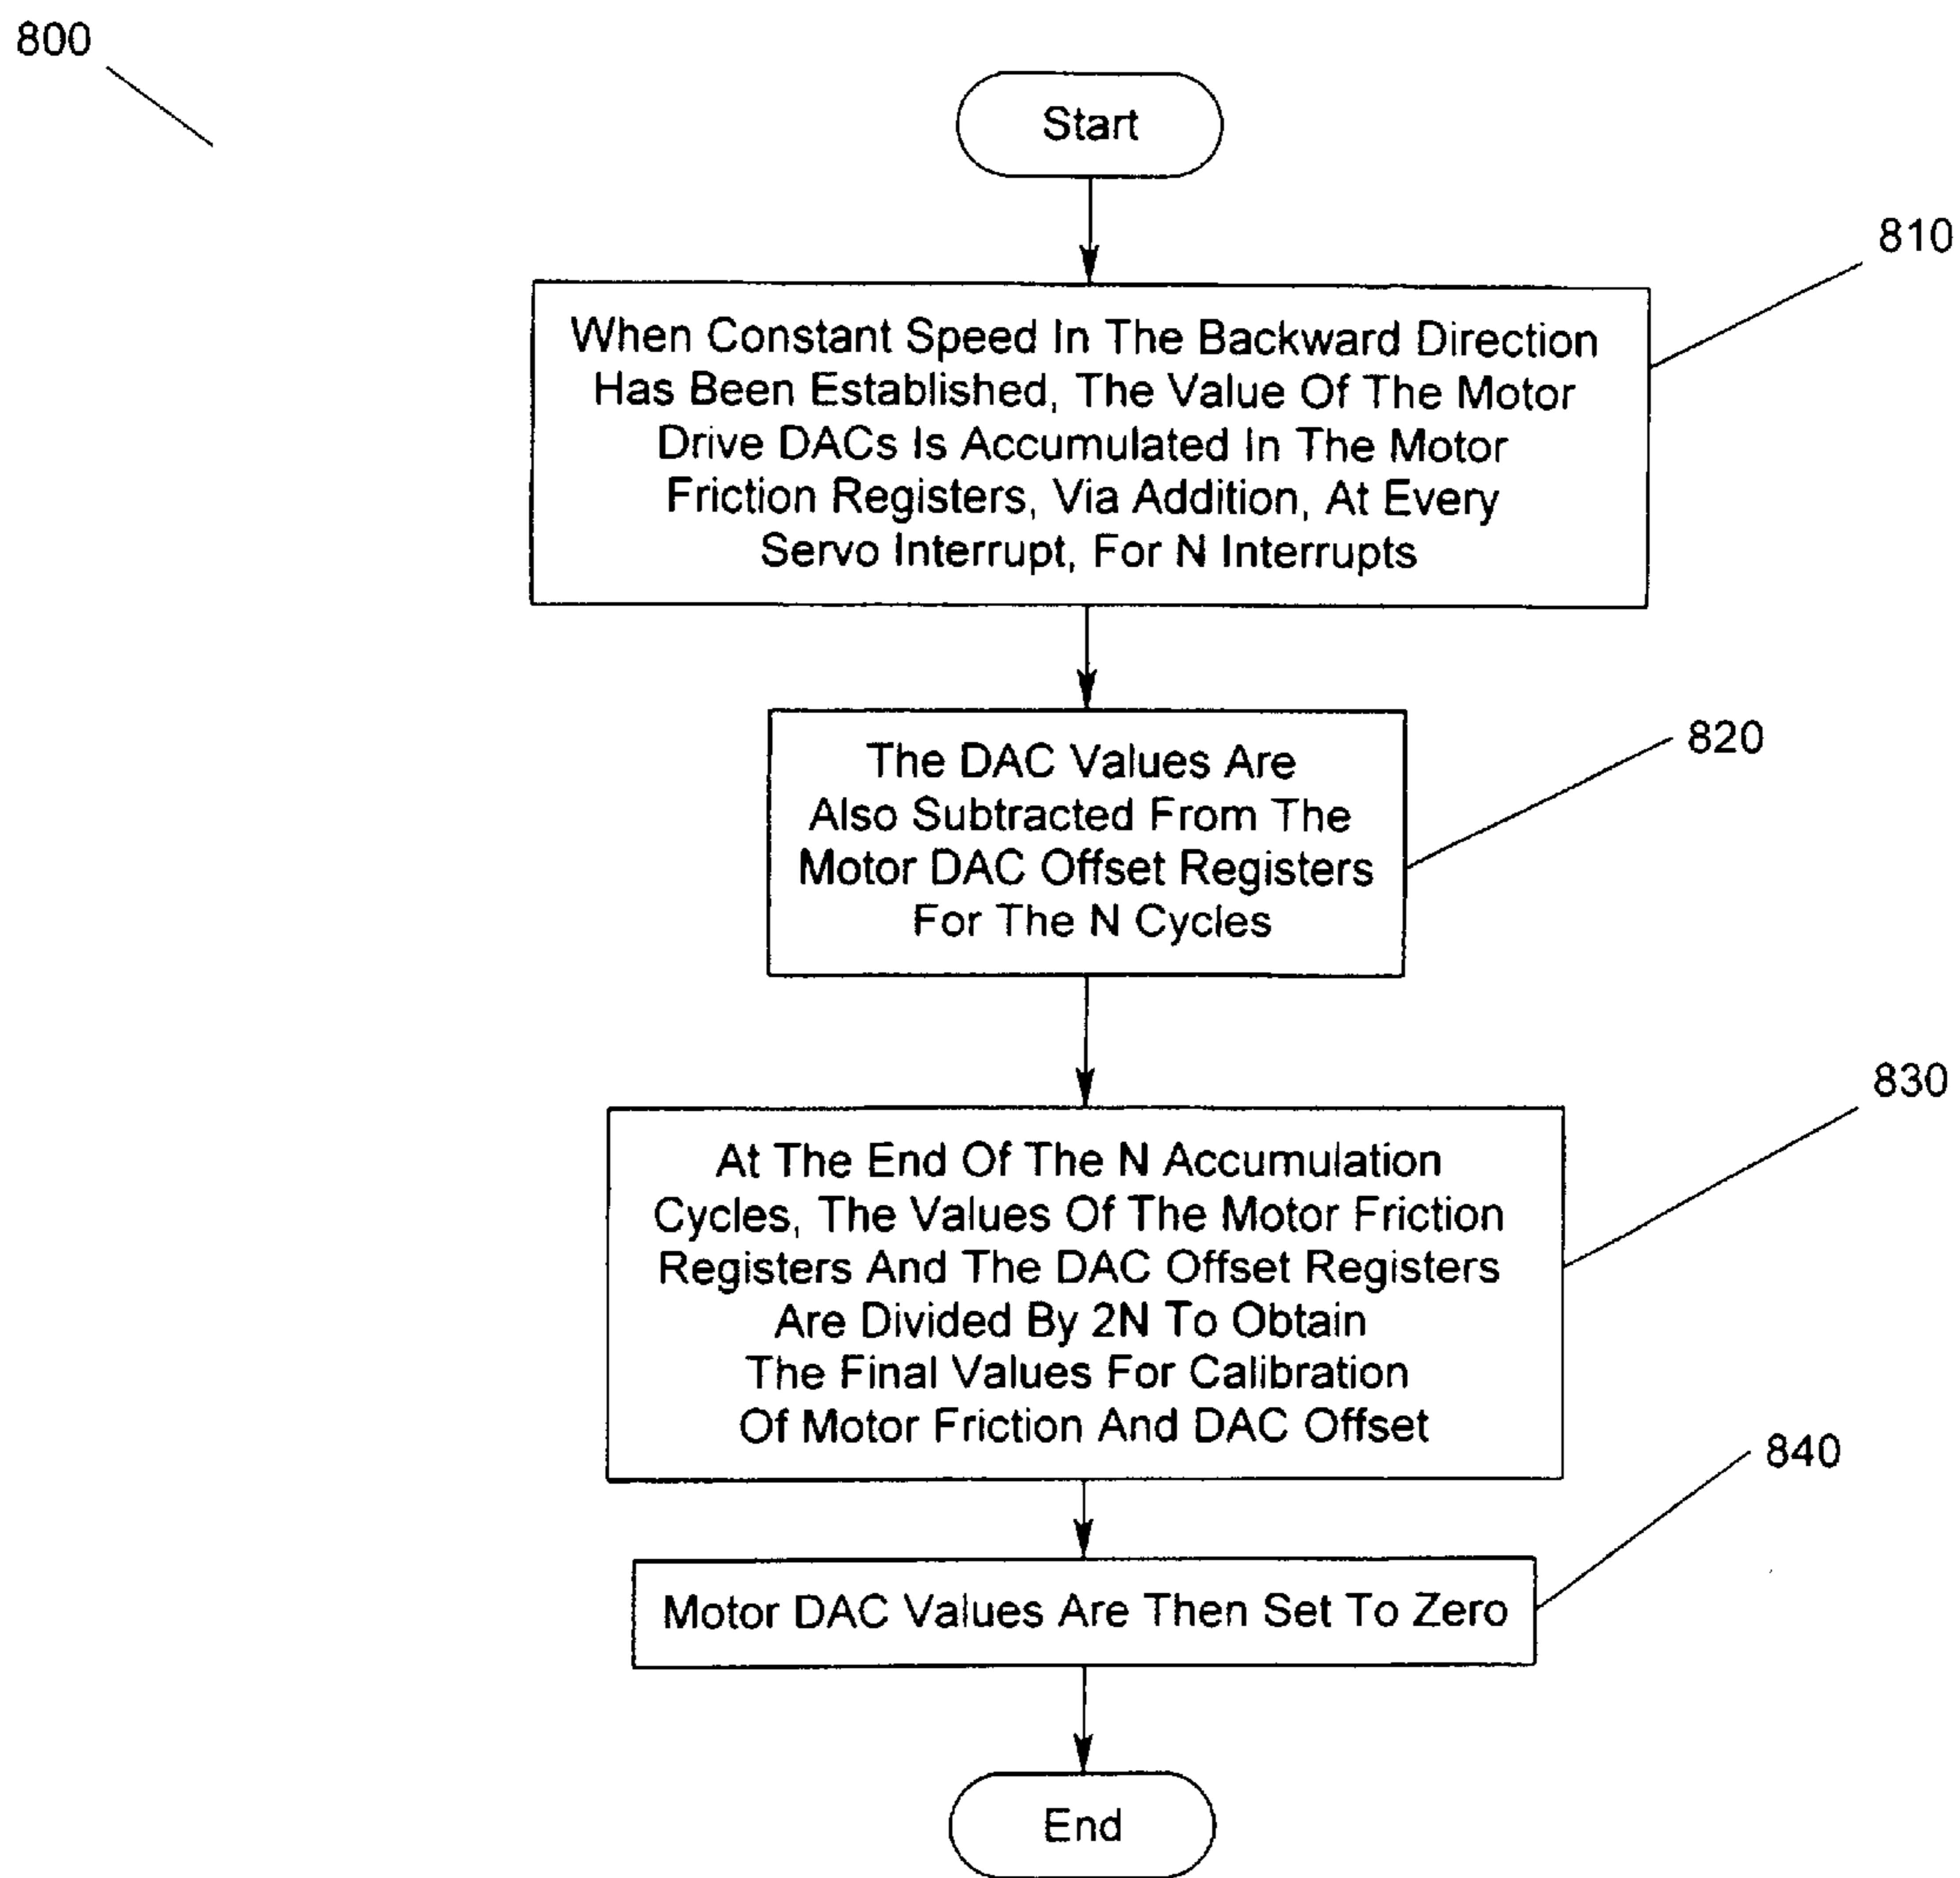 800
Start
810
When Constant Speed In The Backward Direction
Has Been Established, The Value Of The Motor
Drive DACs Is Accumulated In The Motor
Friction Registers, Via Addition, At Every
Servo Interrupt, For N Interrupts
820
The DAC Values Are
Also Subtracted From The
Motor DAC Offset Registers
For The N Cycles
830
At The End Of The N Accumulation
Cycles, The Values Of The Motor Friction
Registers And The DAC Offset Registers
Are Divided By 2N To Obtain
The Final Values For Calibration
Of Motor Friction And DAC Offset
840
Motor DAC Values Are Then Set To Zero
End